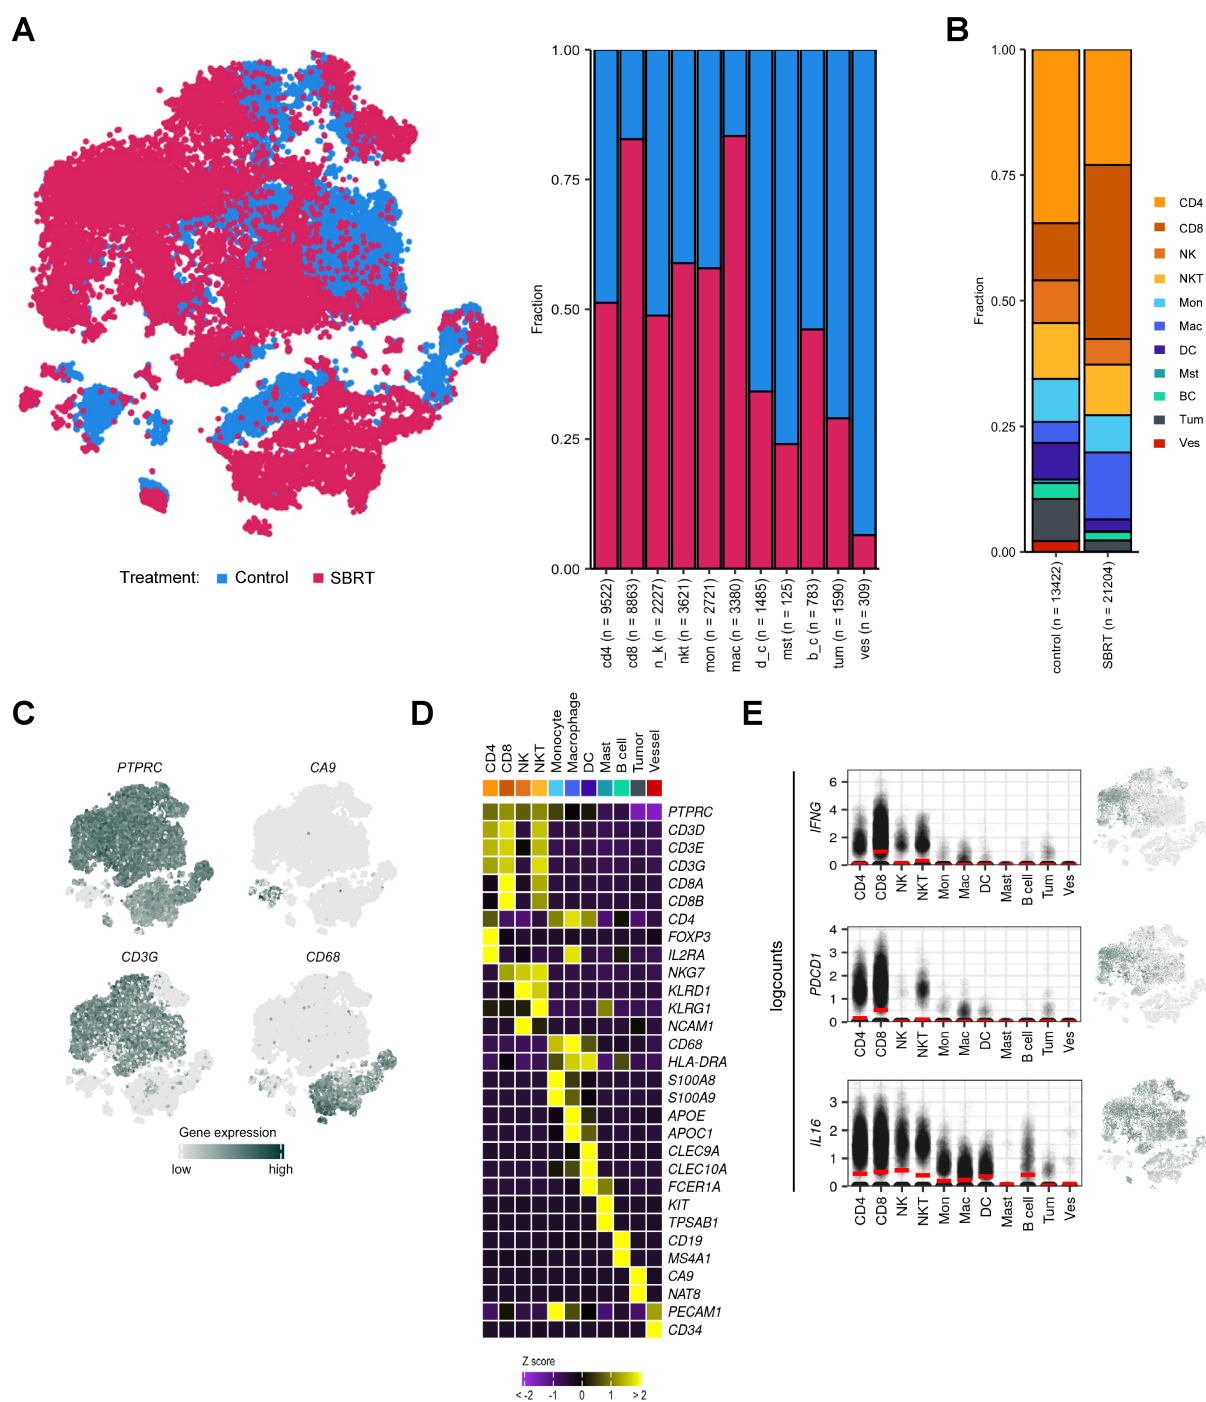 A
1.00
0.75
0.50
0.25
0.00
Fraction
cd4 (n = 9522)
cd8 (n = 8863)
n_k (n = 2227)
nkt (n = 3621)
mon (n = 2721)
mac (n = 3380)
d_c (n = 1485)
mst (n = 125)
b_c (n = 783)
tum (n = 1590)
ves (n = 309)
Treatment: Control SBRT
B
1.00
0.75
0.50
0.25
0.00
Fraction
control (n = 13422)
SBRT (n = 21204)
CD4
CD8
NK
NKT
Mon
Mac
DC
Mst
BC
Tum
Ves
C
PTPRC
CA9
CD3G
CD68
Gene expression
low high
D
CD4
CD8
NK
NKT
Monocyte
Macrophage
DC
Mast
B cell
Tumor
Vessel
PTPRC
CD3D
CD3E
CD3G
CD8A
CD8B
CD4
FOXP3
IL2RA
NKG7
KLRD1
KLRG1
NCAM1
CD68
HLA-DRA
S100A8
S100A9
APOE
APOC1
CLEC9A
CLEC10A
FCER1A
KIT
TPSAB1
CD19
MS4A1
CA9
NAT8
PECAM1
CD34
Z score
< -2 -1 0 1 > 2
E
logcounts
IFNG
6
4
2
0
CD4
CD8
NK
NKT
Mon
Mac
DC
Mast
B cell
Tum
Ves
PDCD1
4
3
2
1
0
CD4
CD8
NK
NKT
Mon
Mac
DC
Mast
B cell
Tum
Ves
IL16
3
2
1
0
CD4
CD8
NK
NKT
Mon
Mac
DC
Mast
B cell
Tum
Ves